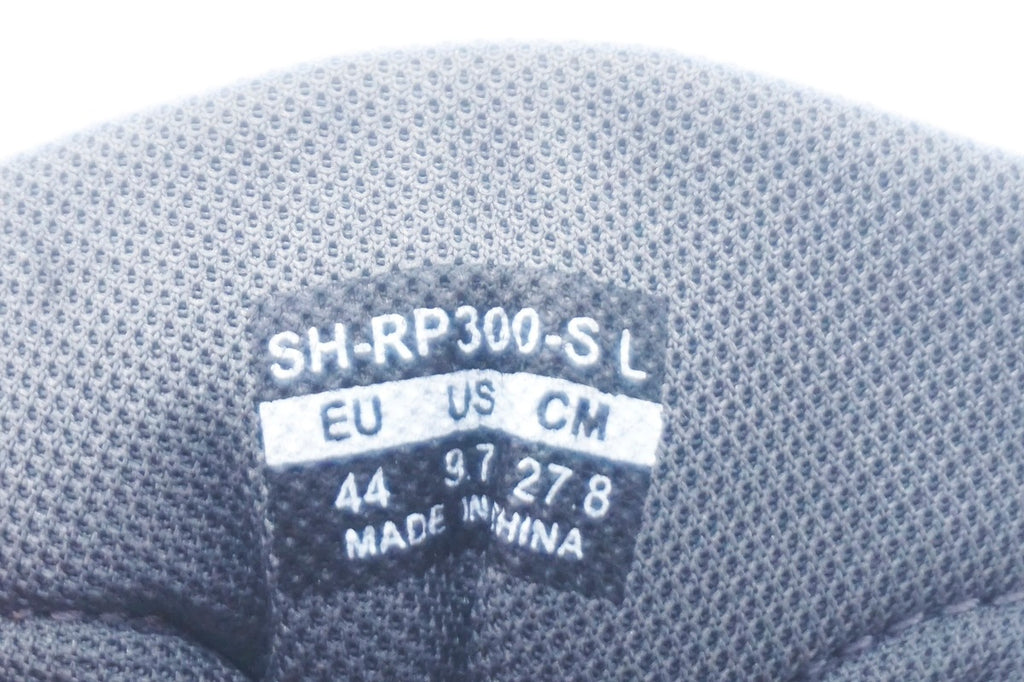 SH-RP300-S L
EU US CM
44 9.7 27.8
MADE IN CHINA